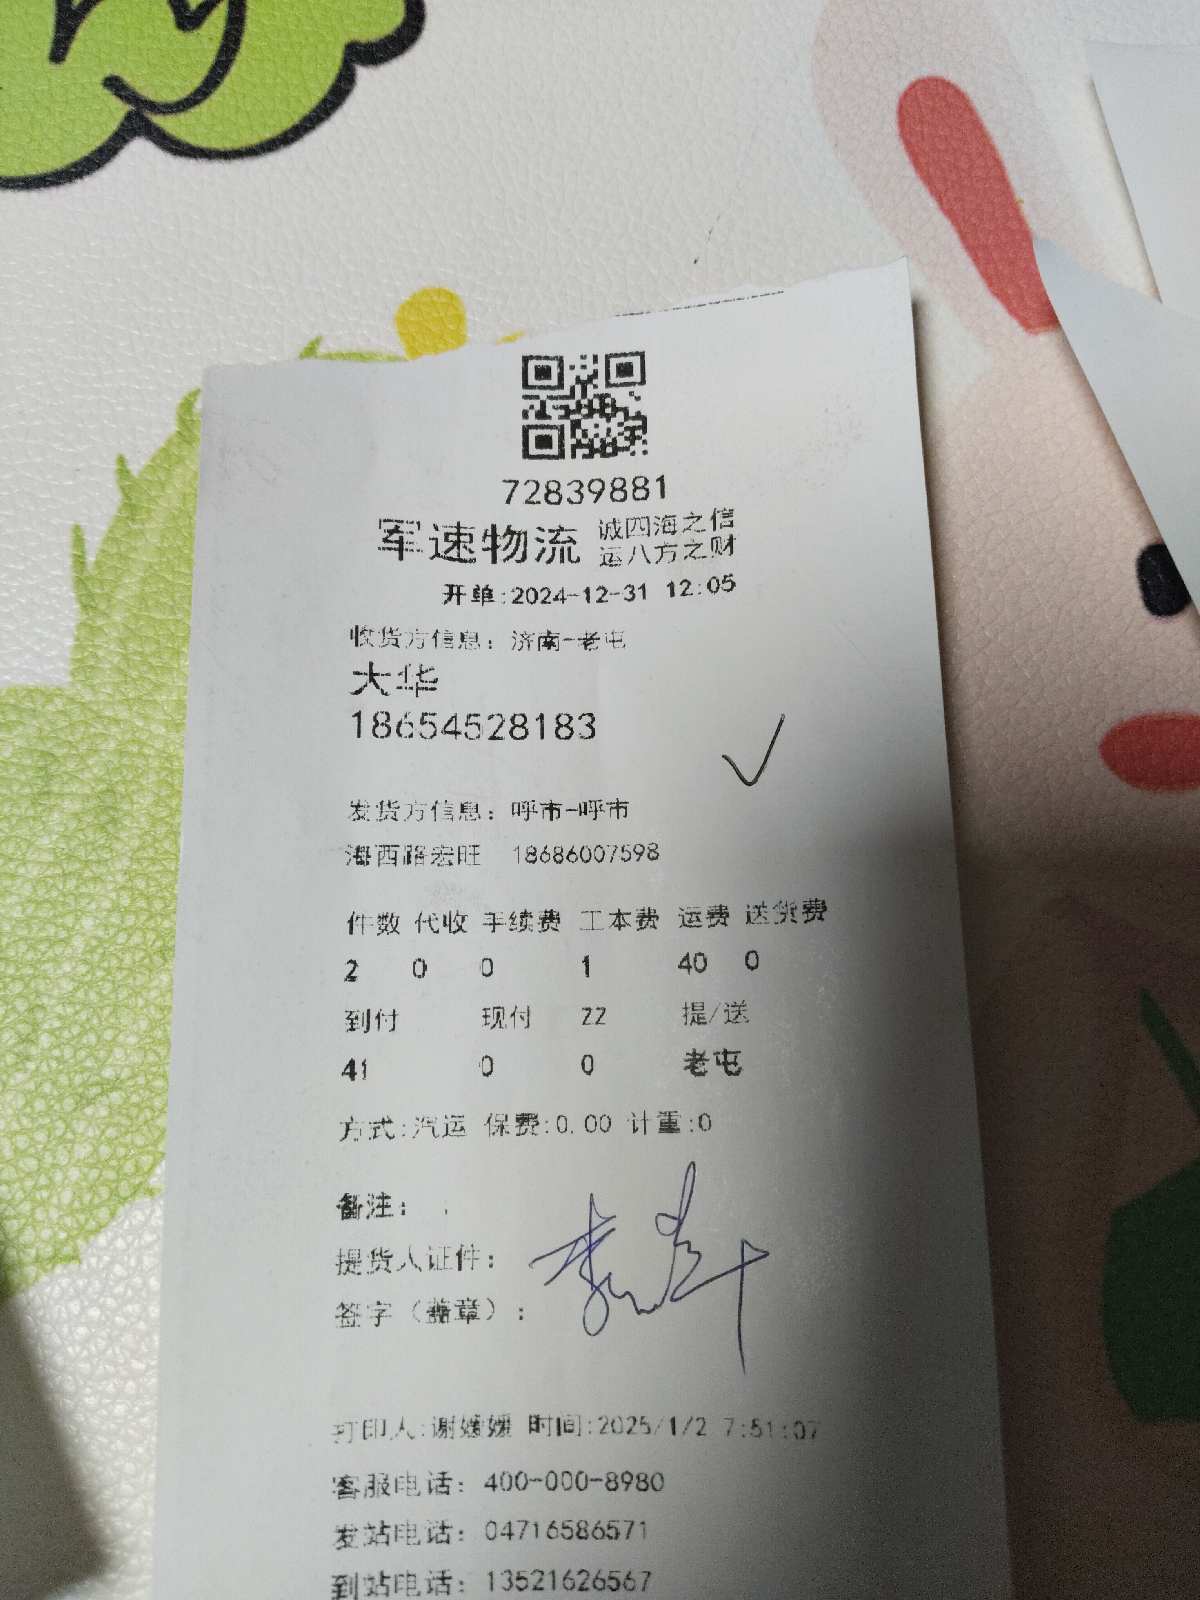 72839881
军速物流 诚四海之信
运八方之财
开单:2024-12-31 12:05
收货方信息：济南-老屯
大华
18654528183
发货方信息：呼市-呼市
海西路宏旺 18686007598
件数 代收 手续费 工本费 运费 送货费
2 0 0 1 40 0
到付 现付 ZZ 提/送
41 0 0 老屯
方式:汽运 保费:0.00 计重:0
备注：
提货人证件：
签字（盖章）：
打印人:谢媛媛 时间:2025/1/2 7:51:07
客服电话：400-000-8980
发站电话：04716586571
到站电话：13521626567